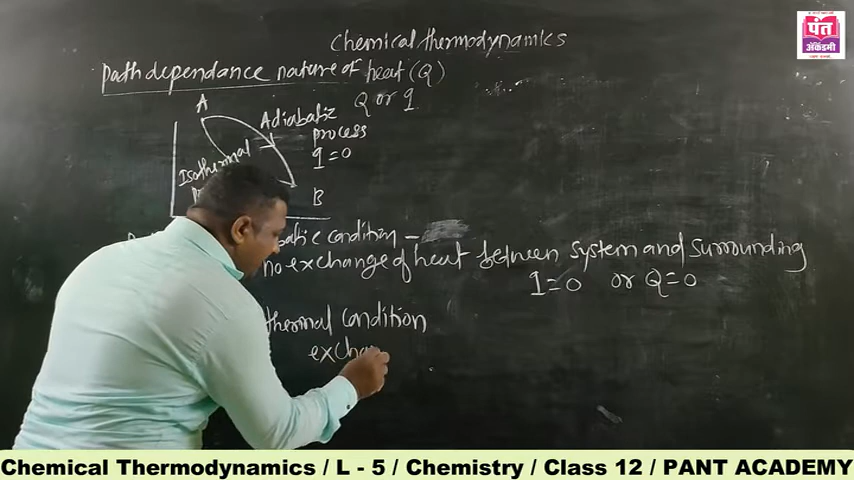 Chemical thermodynamics
Path dependance nature of heat (Q)
Q or q
A
Adiabatic
process
q = 0
Isothermal
B
condition –
no exchange of heat between system and surrounding
q = 0 or Q = 0
thermal condition
पंत
अॅकॅडमी
Chemical Thermodynamics / L - 5 / Chemistry / Class 12 / PANT ACADEMY